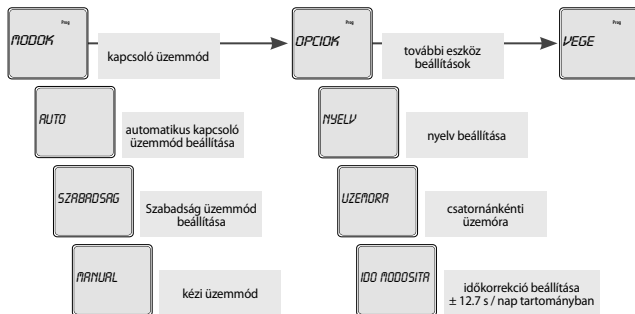 Prog
MODOK
kapcsoló üzemmód
Prog
OPCIOK
további eszköz
beállítások
Prog
VEGE
AUTO
automatikus kapcsoló
üzemmód beállítása
NYELV
nyelv beállítása
SZABADSAG
Szabadság üzemmód
beállítása
UZEMORA
csatornánkénti
üzemóra
MANUAL
kézi üzemmód
IDO MODOSITA
időkorrekció beállítása
± 12.7 s / nap tartományban